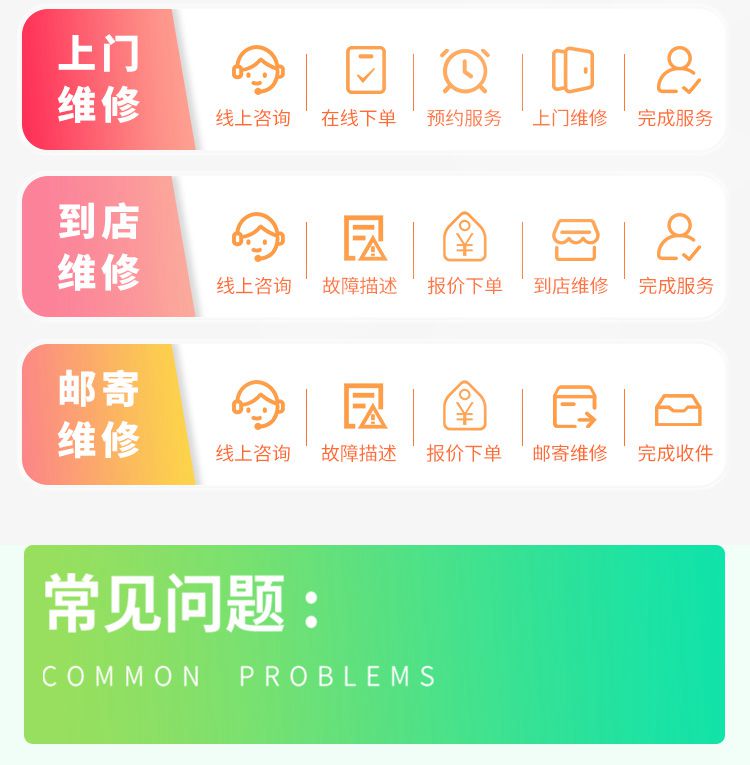 上门
维修
线上咨询 在线下单 预约服务 上门维修 完成服务
到店
维修
线上咨询 故障描述 报价下单 到店维修 完成服务
邮寄
维修
线上咨询 故障描述 报价下单 邮寄维修 完成收件
常见问题：
COMMON PROBLEMS